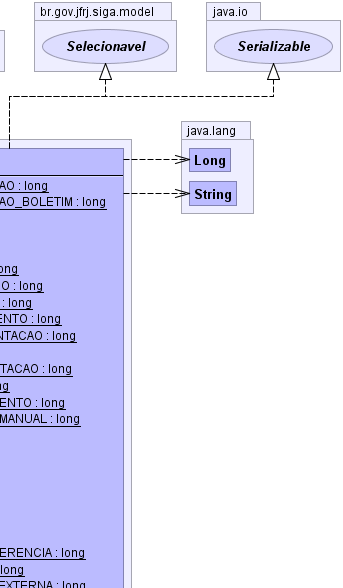 br.gov.jfrj.siga.model
java.io
Selecionavel
Serializable
java.lang
Long
String
AO : long
AO_BOLETIM : long
ong
O : long
: long
ENTO : long
NTACAO : long
TACAO : long
ng
ENTO : long
MANUAL : long
ERENCIA : long
long
EXTERNA : long